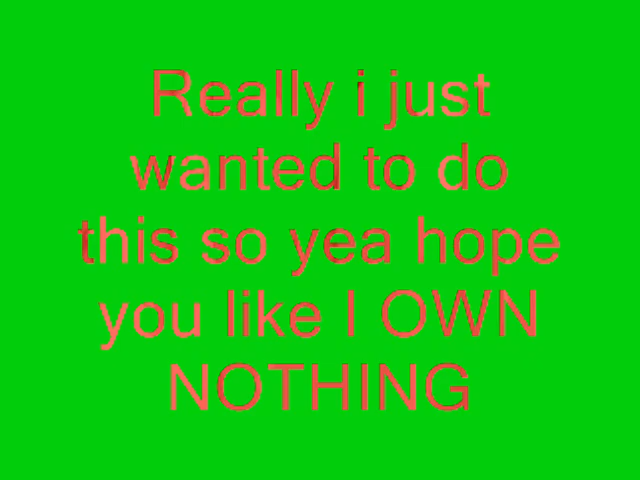 Really i just
wanted to do
this so yea hope
you like I OWN
NOTHING